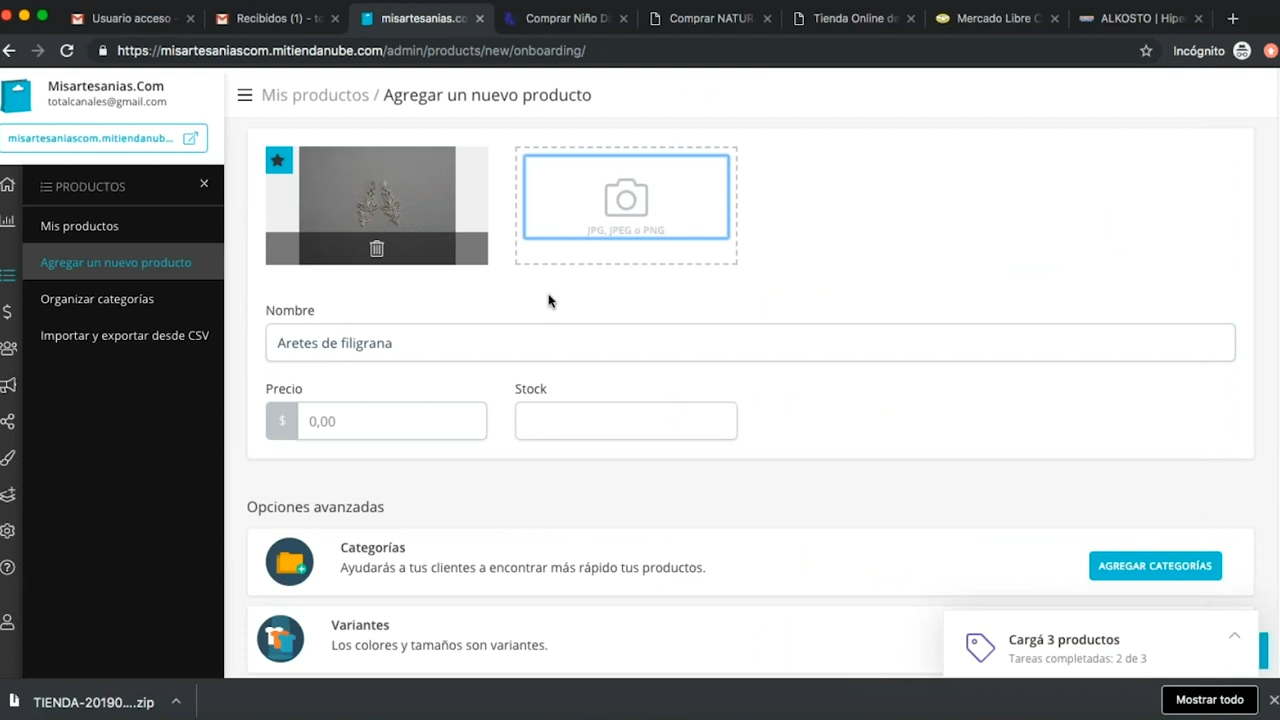 Usuario acceso
Recibidos (1) - to
misartesanias.co
Comprar Niño D
Comprar NATUR
Tienda Online de
Mercado Libre C
ALKOSTO | Hipe
https://misartesaniascom.mitiendanube.com/admin/products/new/onboarding/
Incógnito
Misartesanias.Com
totalcanales@gmail.com
misartesaniascom.mitiendanub...
Mis productos / Agregar un nuevo producto
PRODUCTOS
Mis productos
Agregar un nuevo producto
Organizar categorías
Importar y exportar desde CSV
JPG, JPEG o PNG
Nombre
Aretes de filigrana
Precio
Stock
$ 0,00
Opciones avanzadas
Categorías
Ayudarás a tus clientes a encontrar más rápido tus productos.
AGREGAR CATEGORÍAS
Variantes
Los colores y tamaños son variantes.
Cargá 3 productos
Tareas completadas: 2 de 3
TIENDA-20190....zip
Mostrar todo